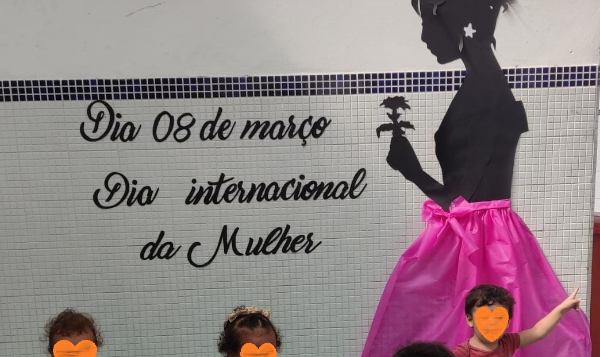 Dia 08 de março
Dia internacional
da Mulher